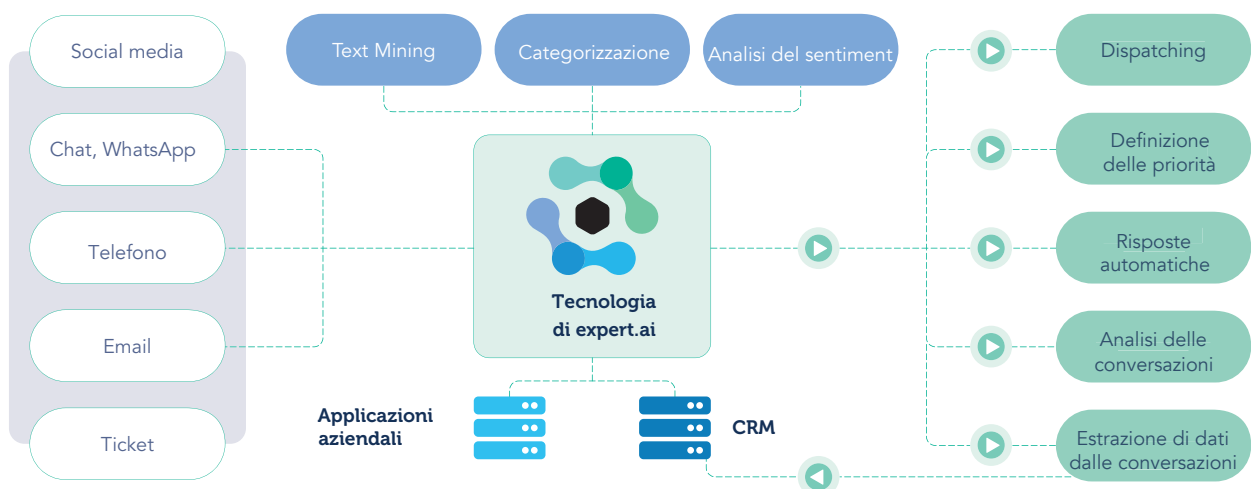 Social media
Chat, WhatsApp
Telefono
Email
Ticket
Text Mining
Categorizzazione
Analisi del sentiment
Tecnologia
di expert.ai
Applicazioni
aziendali
CRM
Dispatching
Definizione
delle priorità
Risposte
automatiche
Analisi delle
conversazioni
Estrazione di dati
dalle conversazioni